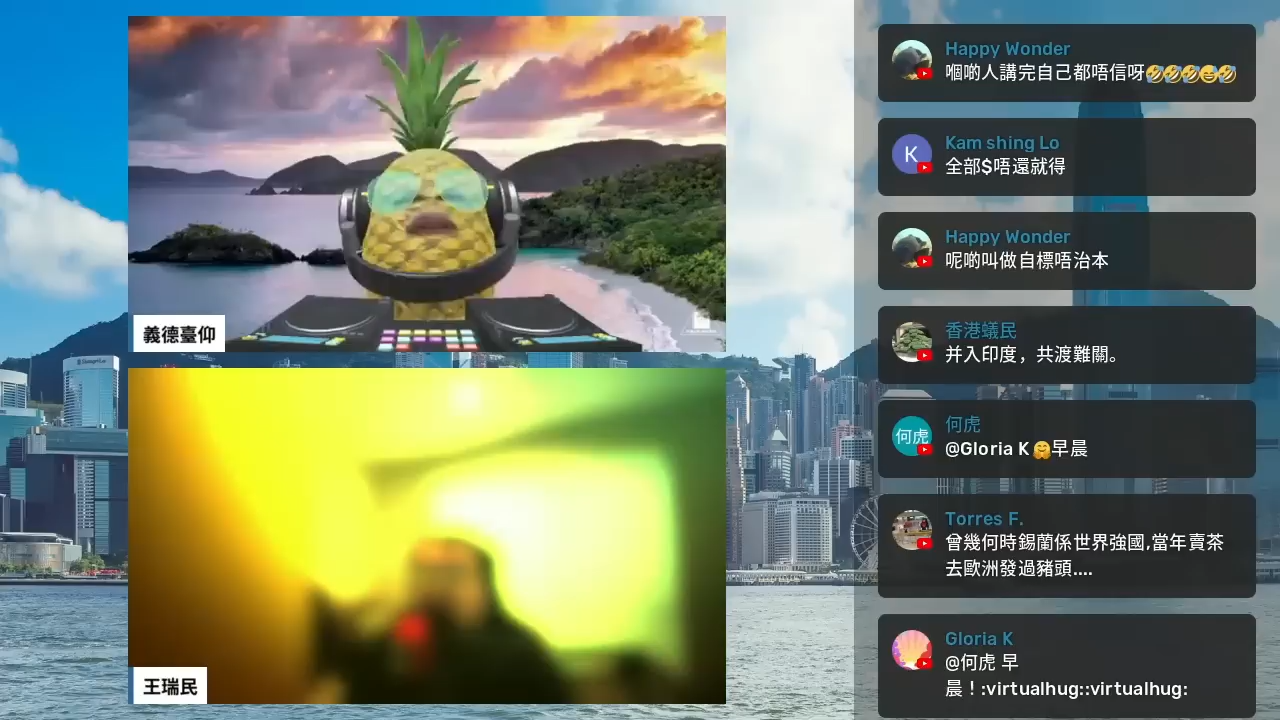 義德臺仰
王瑞民
Happy Wonder
嗰啲人講完自己都唔信呀🤣🤣🤣😂🤣
K
Kam shing Lo
全部$唔還就得
Happy Wonder
呢啲叫做自標唔治本
香港蟻民
并入印度，共渡難關。
何虎
何虎
@Gloria K 🤗早晨
Torres F.
曾幾何時錫蘭係世界強國,當年賣茶
去歐洲發過豬頭....
Gloria K
@何虎 早
晨！:virtualhug::virtualhug: